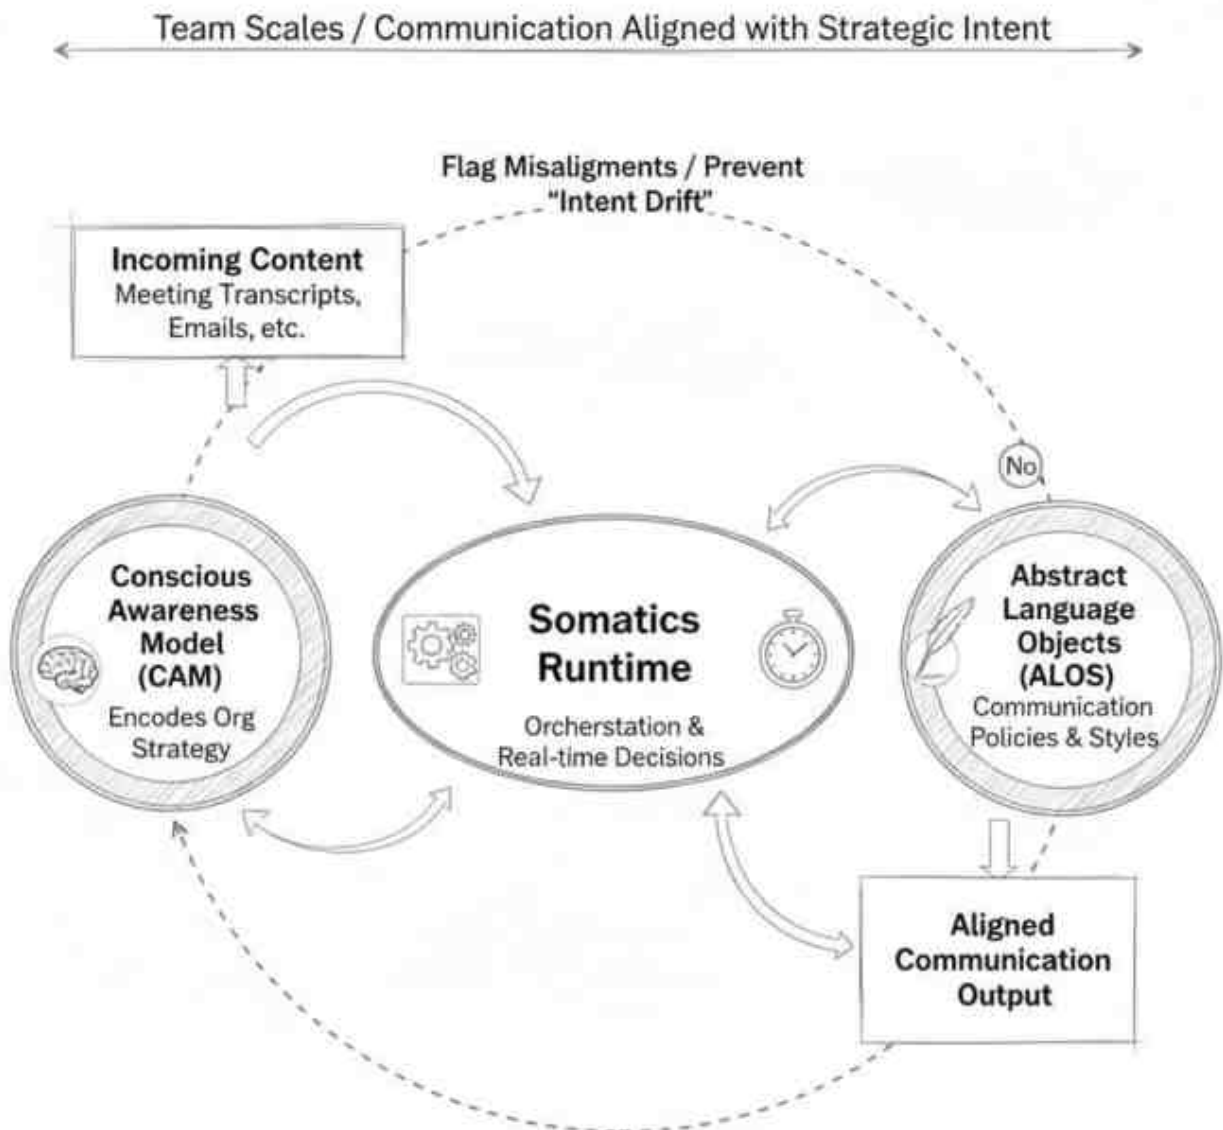 Team Scales / Communication Aligned with Strategic Intent
Flag Misaligments / Prevent
“Intent Drift”
Incoming Content
Meeting Transcripts,
Emails, etc.
No
Conscious
Awareness
Model
(CAM)
Encodes Org
Strategy
Somatics
Runtime
Orcherstation &
Real-time Decisions
Abstract
Language
Objects
(ALOS)
Communication
Policies & Styles
Aligned
Communication
Output